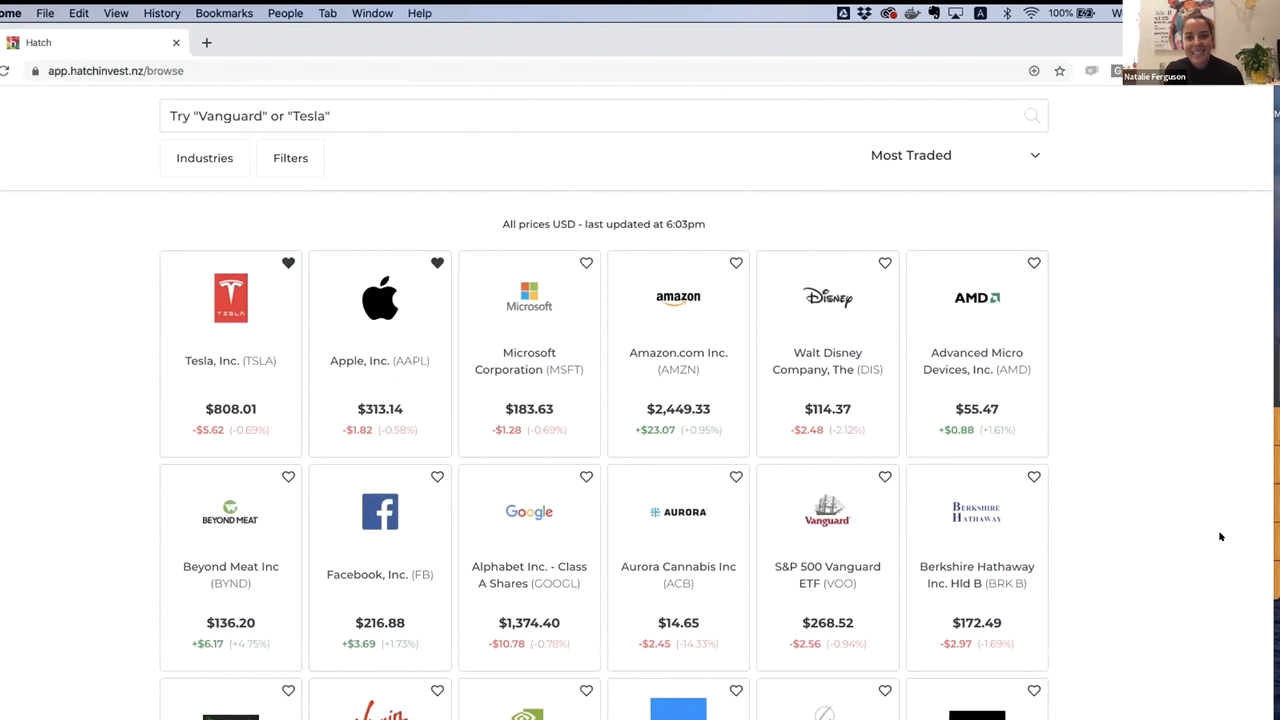 ome File Edit View History Bookmarks People Tab Window Help 100%
Hatch
app.hatchinvest.nz/browse
Natalie Ferguson
Try "Vanguard" or "Tesla"
Industries Filters Most Traded
All prices USD - last updated at 6:03pm
TESLA
Microsoft
amazon
Disney
AMD
Tesla, Inc. (TSLA)
Apple, Inc. (AAPL)
Microsoft
Corporation (MSFT)
Amazon.com Inc.
(AMZN)
Walt Disney
Company, The (DIS)
Advanced Micro
Devices, Inc. (AMD)
$808.01 $313.14 $183.63 $2,449.33 $114.37 $55.47
-$5.62 (-0.69%) -$1.82 (-0.58%) -$1.28 (-0.69%) +$23.07 (+0.95%) -$2.48 (-2.12%) +$0.88 (+1.61%)
BEYOND MEAT
Google
AURORA
Vanguard
BERKSHIRE
HATHAWAY
Beyond Meat Inc
(BYND)
Facebook, Inc. (FB)
Alphabet Inc. - Class
A Shares (GOOGL)
Aurora Cannabis Inc
(ACB)
S&P 500 Vanguard
ETF (VOO)
Berkshire Hathaway
Inc. Hld B (BRK.B)
$136.20 $216.88 $1,374.40 $14.65 $268.52 $172.49
+$6.17 (+4.75%) +$3.69 (+1.73%) -$10.78 (-0.78%) -$2.45 (-14.33%) -$2.56 (-0.94%) -$2.97 (-1.69%)